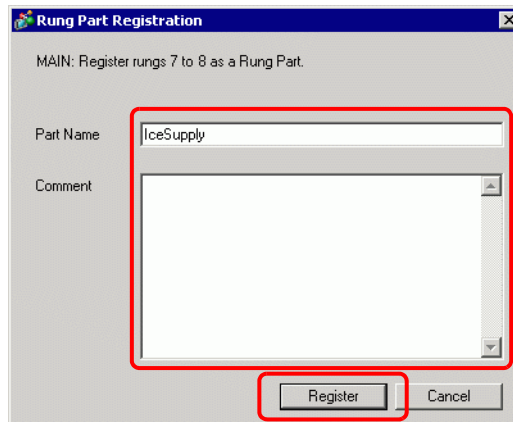 Rung Part Registration
MAIN: Register rungs 7 to 8 as a Rung Part.
Part Name IceSupply
Comment
Register Cancel